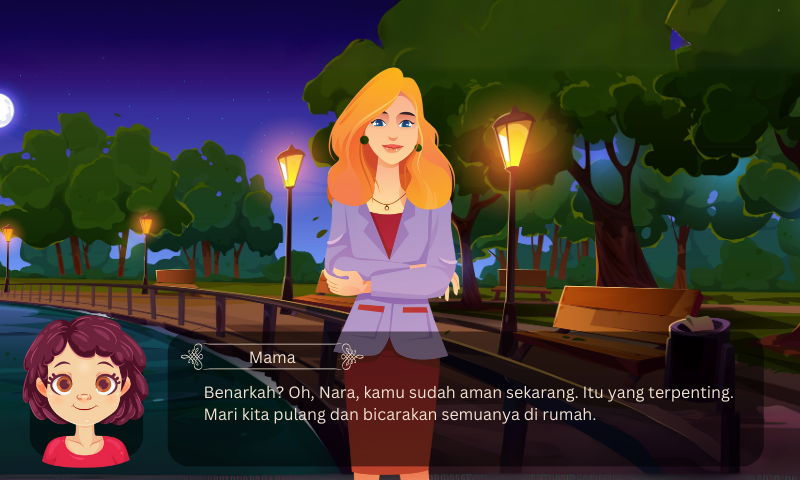 Mama
Benarkah? Oh, Nara, kamu sudah aman sekarang. Itu yang terpenting.
Mari kita pulang dan bicarakan semuanya di rumah.